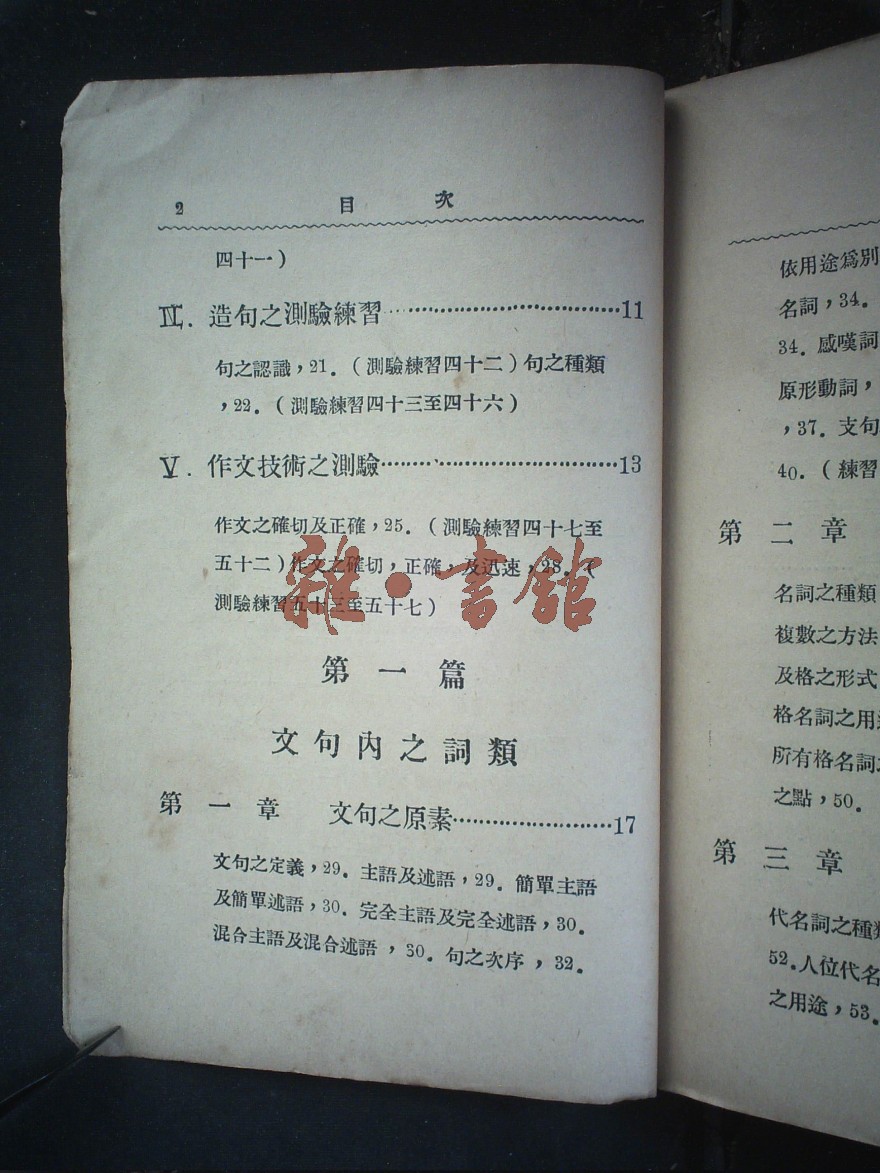 2 目 次
四十一)
Ⅳ. 造句之測驗練習……………………11
句之認識,21.(測驗練習四十二)句之種類
,22.(測驗練習四十三至四十六)
Ⅴ. 作文技術之測驗……………………13
作文之確切及正確,25.(測驗練習四十七至
五十二)作文之確切,正確,及迅速,28.(
測驗練習五十三至五十七)
第 一 篇
文句內之詞類
第 一 章 文句之原素……………………17
文句之定義,29.主語及述語,29.簡單主語
及簡單述語,30.完全主語及完全述語,30.
混合主語及混合述語,30.句之次序,32.
雜·書館
依用途爲別
名詞,34.
34.感嘆詞
原形動詞,
,37.支句
40.(練習
第 二 章
名詞之種類
複數之方法
及格之形式
格名詞之用
所有格名詞
之點,50.
第 三 章
代名詞之種類
52.人位代名
之用途,53.